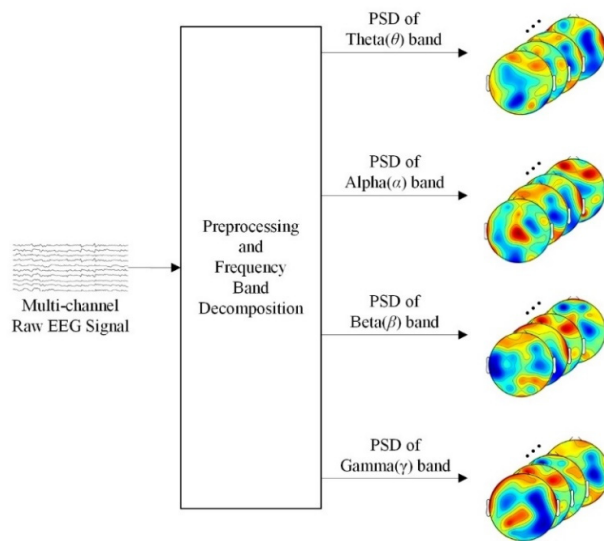 PSD of
Theta(θ) band
PSD of
Alpha(α) band
Preprocessing
and
Frequency
Band
Decomposition
Multi-channel
Raw EEG Signal
PSD of
Beta(β) band
PSD of
Gamma(γ) band